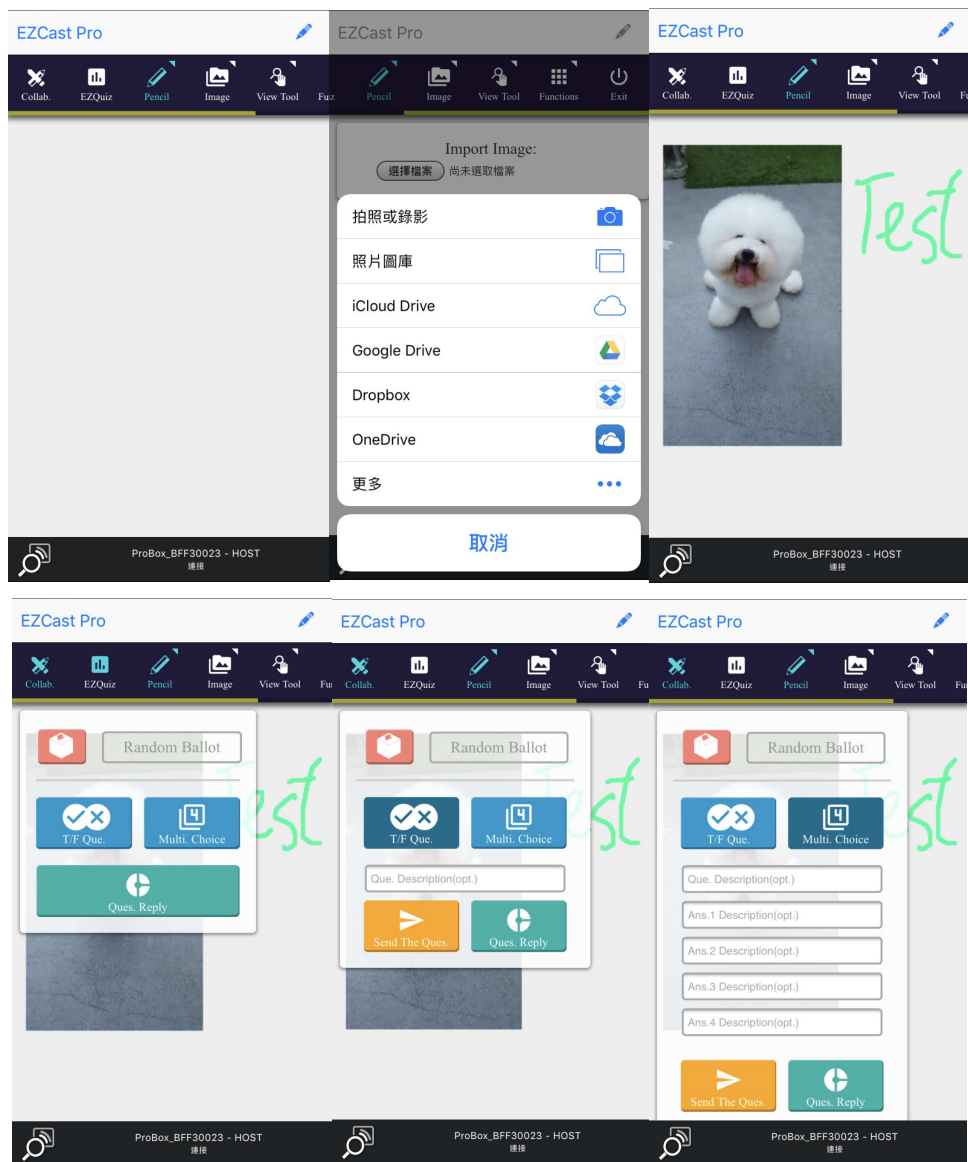 EZCast Pro
Collab. EZQuiz Pencil Image View Tool Fu
ProBox_BFF30023 - HOST
連接
EZCast Pro
Pencil Image View Tool Functions Exit
Import Image:
選擇檔案 尚未選取檔案
拍照或錄影
照片圖庫
iCloud Drive
Google Drive
Dropbox
OneDrive
更多
取消
EZCast Pro
Collab. EZQuiz Pencil Image View Tool F
Test
ProBox_BFF30023 - HOST
連接
EZCast Pro
Collab. EZQuiz Pencil Image View Tool Fu
Random Ballot
Test
T/F Que. Multi. Choice
Ques. Reply
ProBox_BFF30023 - HOST
連接
EZCast Pro
Collab. EZQuiz Pencil Image View Tool Fu
Random Ballot
Test
T/F Que. Multi. Choice
Que. Description(opt.)
Send The Ques. Ques. Reply
ProBox_BFF30023 - HOST
連接
EZCast Pro
Collab. EZQuiz Pencil Image View Tool Fu
Random Ballot
Test
T/F Que. Multi. Choice
Que. Description(opt.)
Ans.1 Description(opt.)
Ans.2 Description(opt.)
Ans.3 Description(opt.)
Ans.4 Description(opt.)
Send The Ques. Ques. Reply
ProBox_BFF30023 - HOST
連接